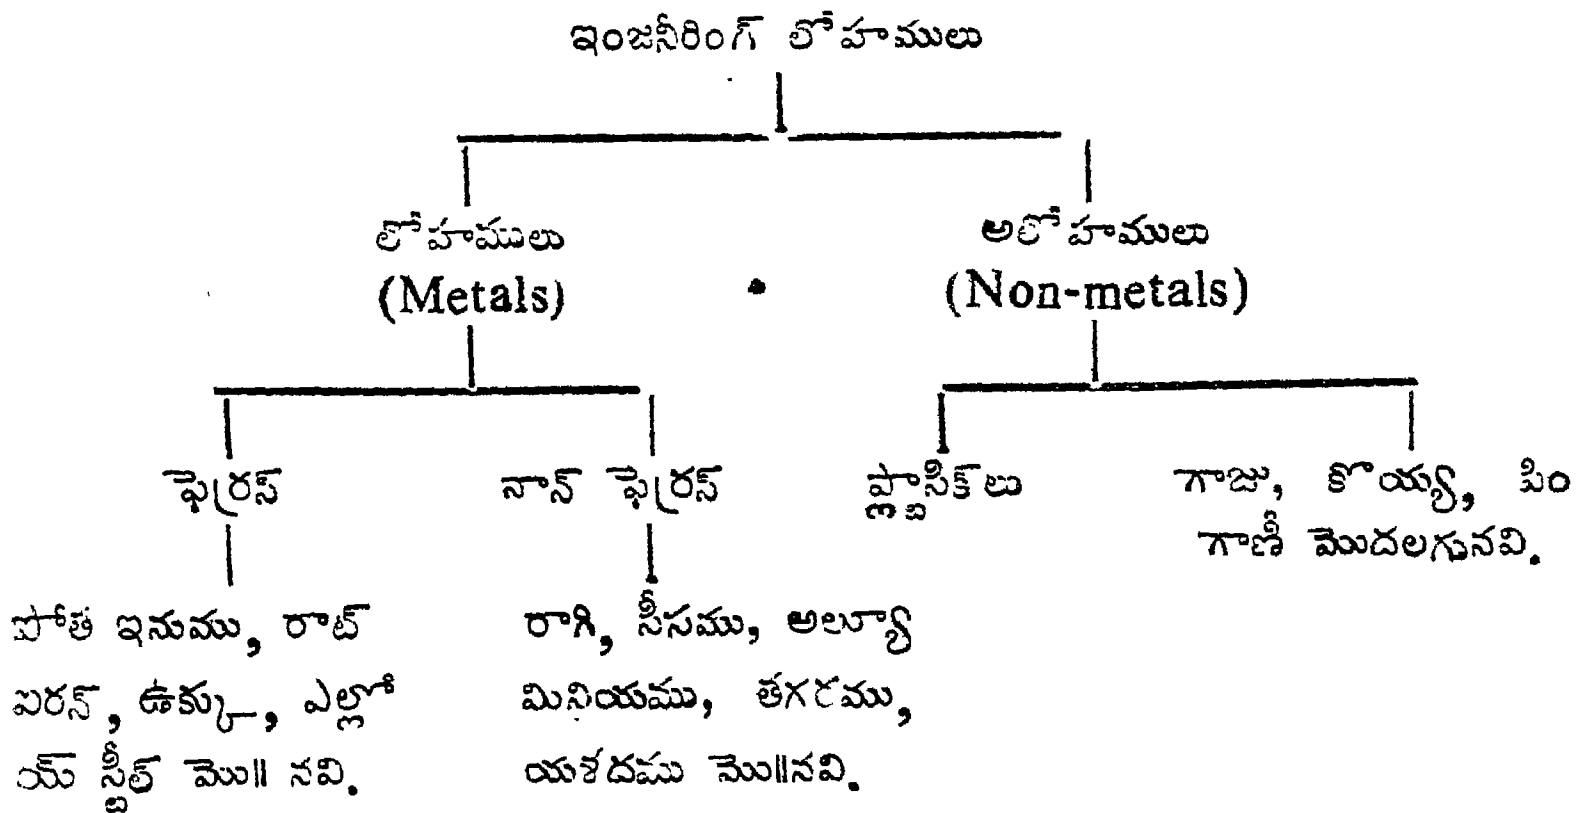 ఇంజనీరింగ్ లోహములు
లోహములు
(Metals)
అలోహములు
(Non-metals)
ఫెర్రస్
నాన్ ఫెర్రస్
ప్లాస్టిక్‌లు
గాజు, కొయ్య, పిం
గాణీ మొదలగునవి.
పోత ఇనుము, రాట్
ఐరన్, ఉక్కు, ఎల్లో
య్ స్టీల్ మొ॥ నవి.
రాగి, సీసము, అల్యూ
మినియము, తగరము,
యశదము మొ॥నవి.